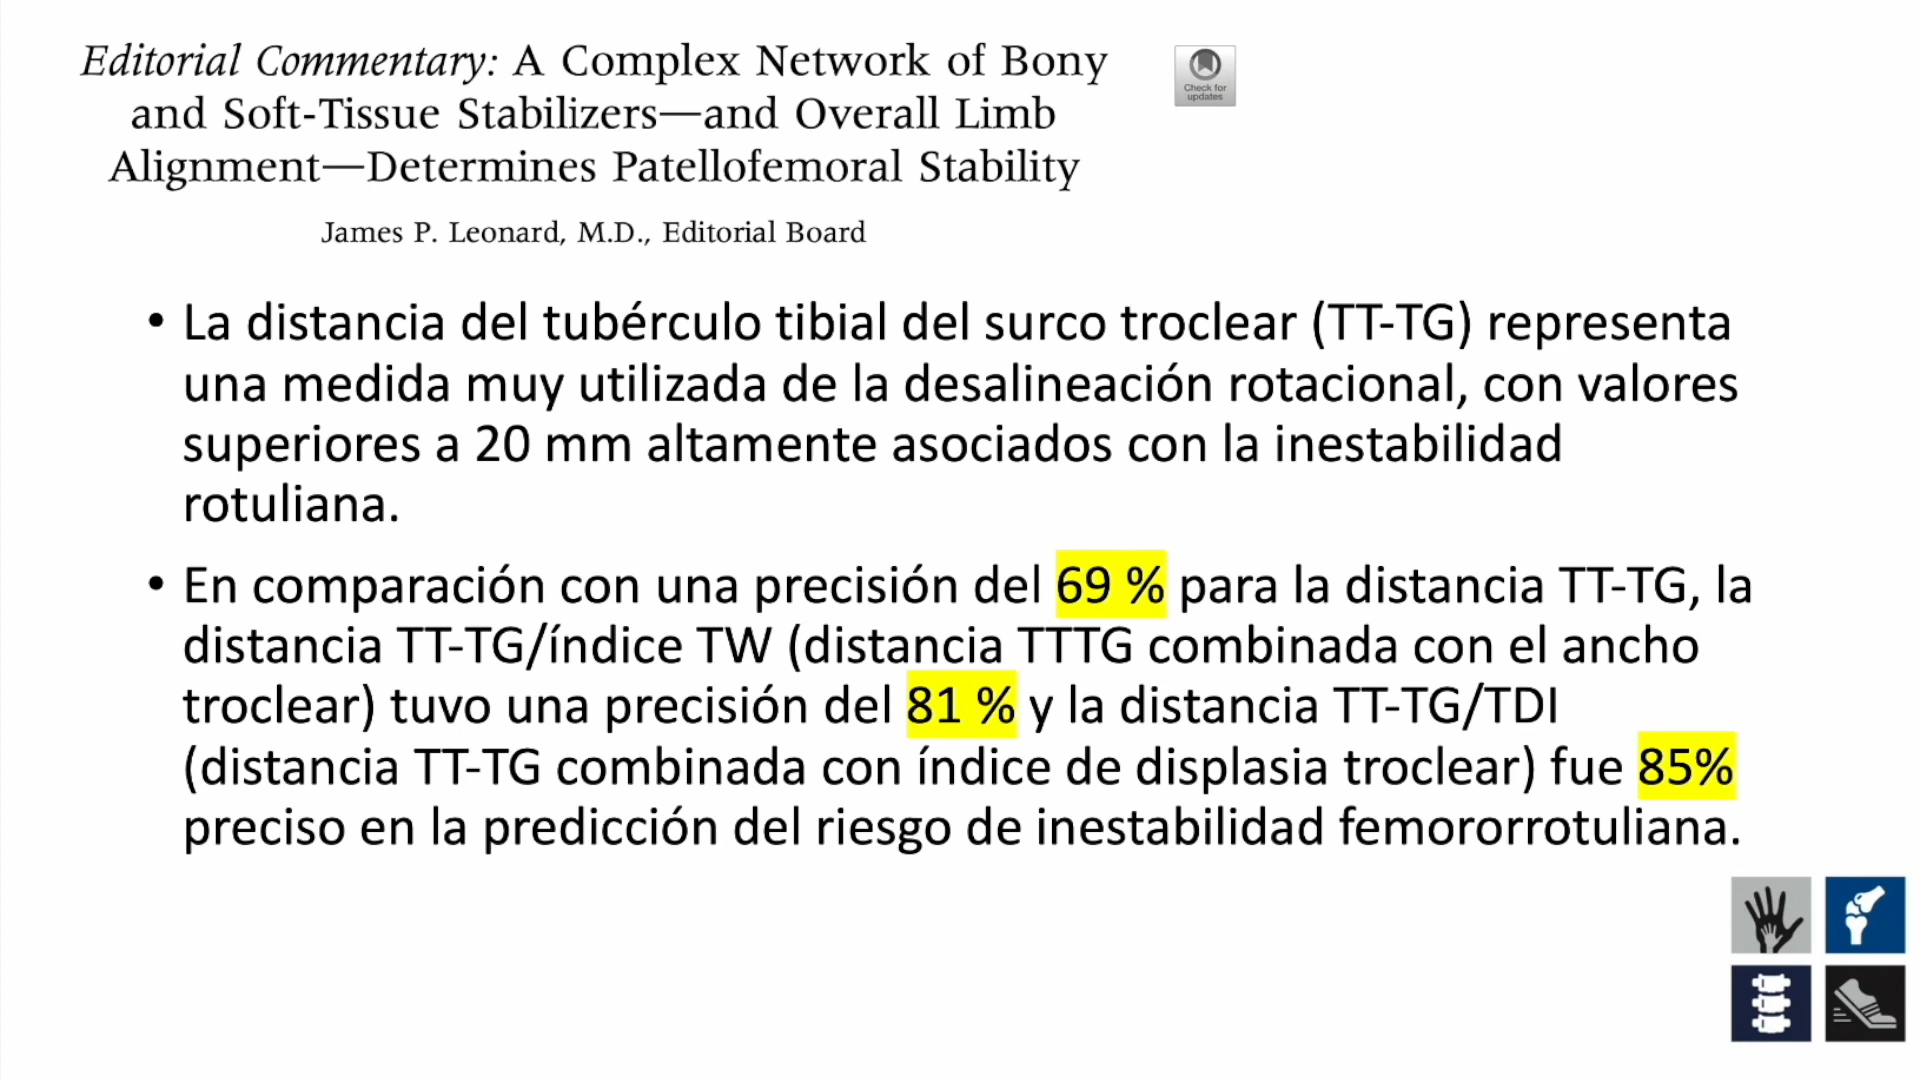 Editorial Commentary: A Complex Network of Bony
and Soft-Tissue Stabilizers—and Overall Limb
Alignment—Determines Patellofemoral Stability
Check for
updates
James P. Leonard, M.D., Editorial Board
• La distancia del tubérculo tibial del surco troclear (TT-TG) representa
una medida muy utilizada de la desalineación rotacional, con valores
superiores a 20 mm altamente asociados con la inestabilidad
rotuliana.
• En comparación con una precisión del 69 % para la distancia TT-TG, la
distancia TT-TG/índice TW (distancia TTTG combinada con el ancho
troclear) tuvo una precisión del 81 % y la distancia TT-TG/TDI
(distancia TT-TG combinada con índice de displasia troclear) fue 85%
preciso en la predicción del riesgo de inestabilidad femororrotuliana.